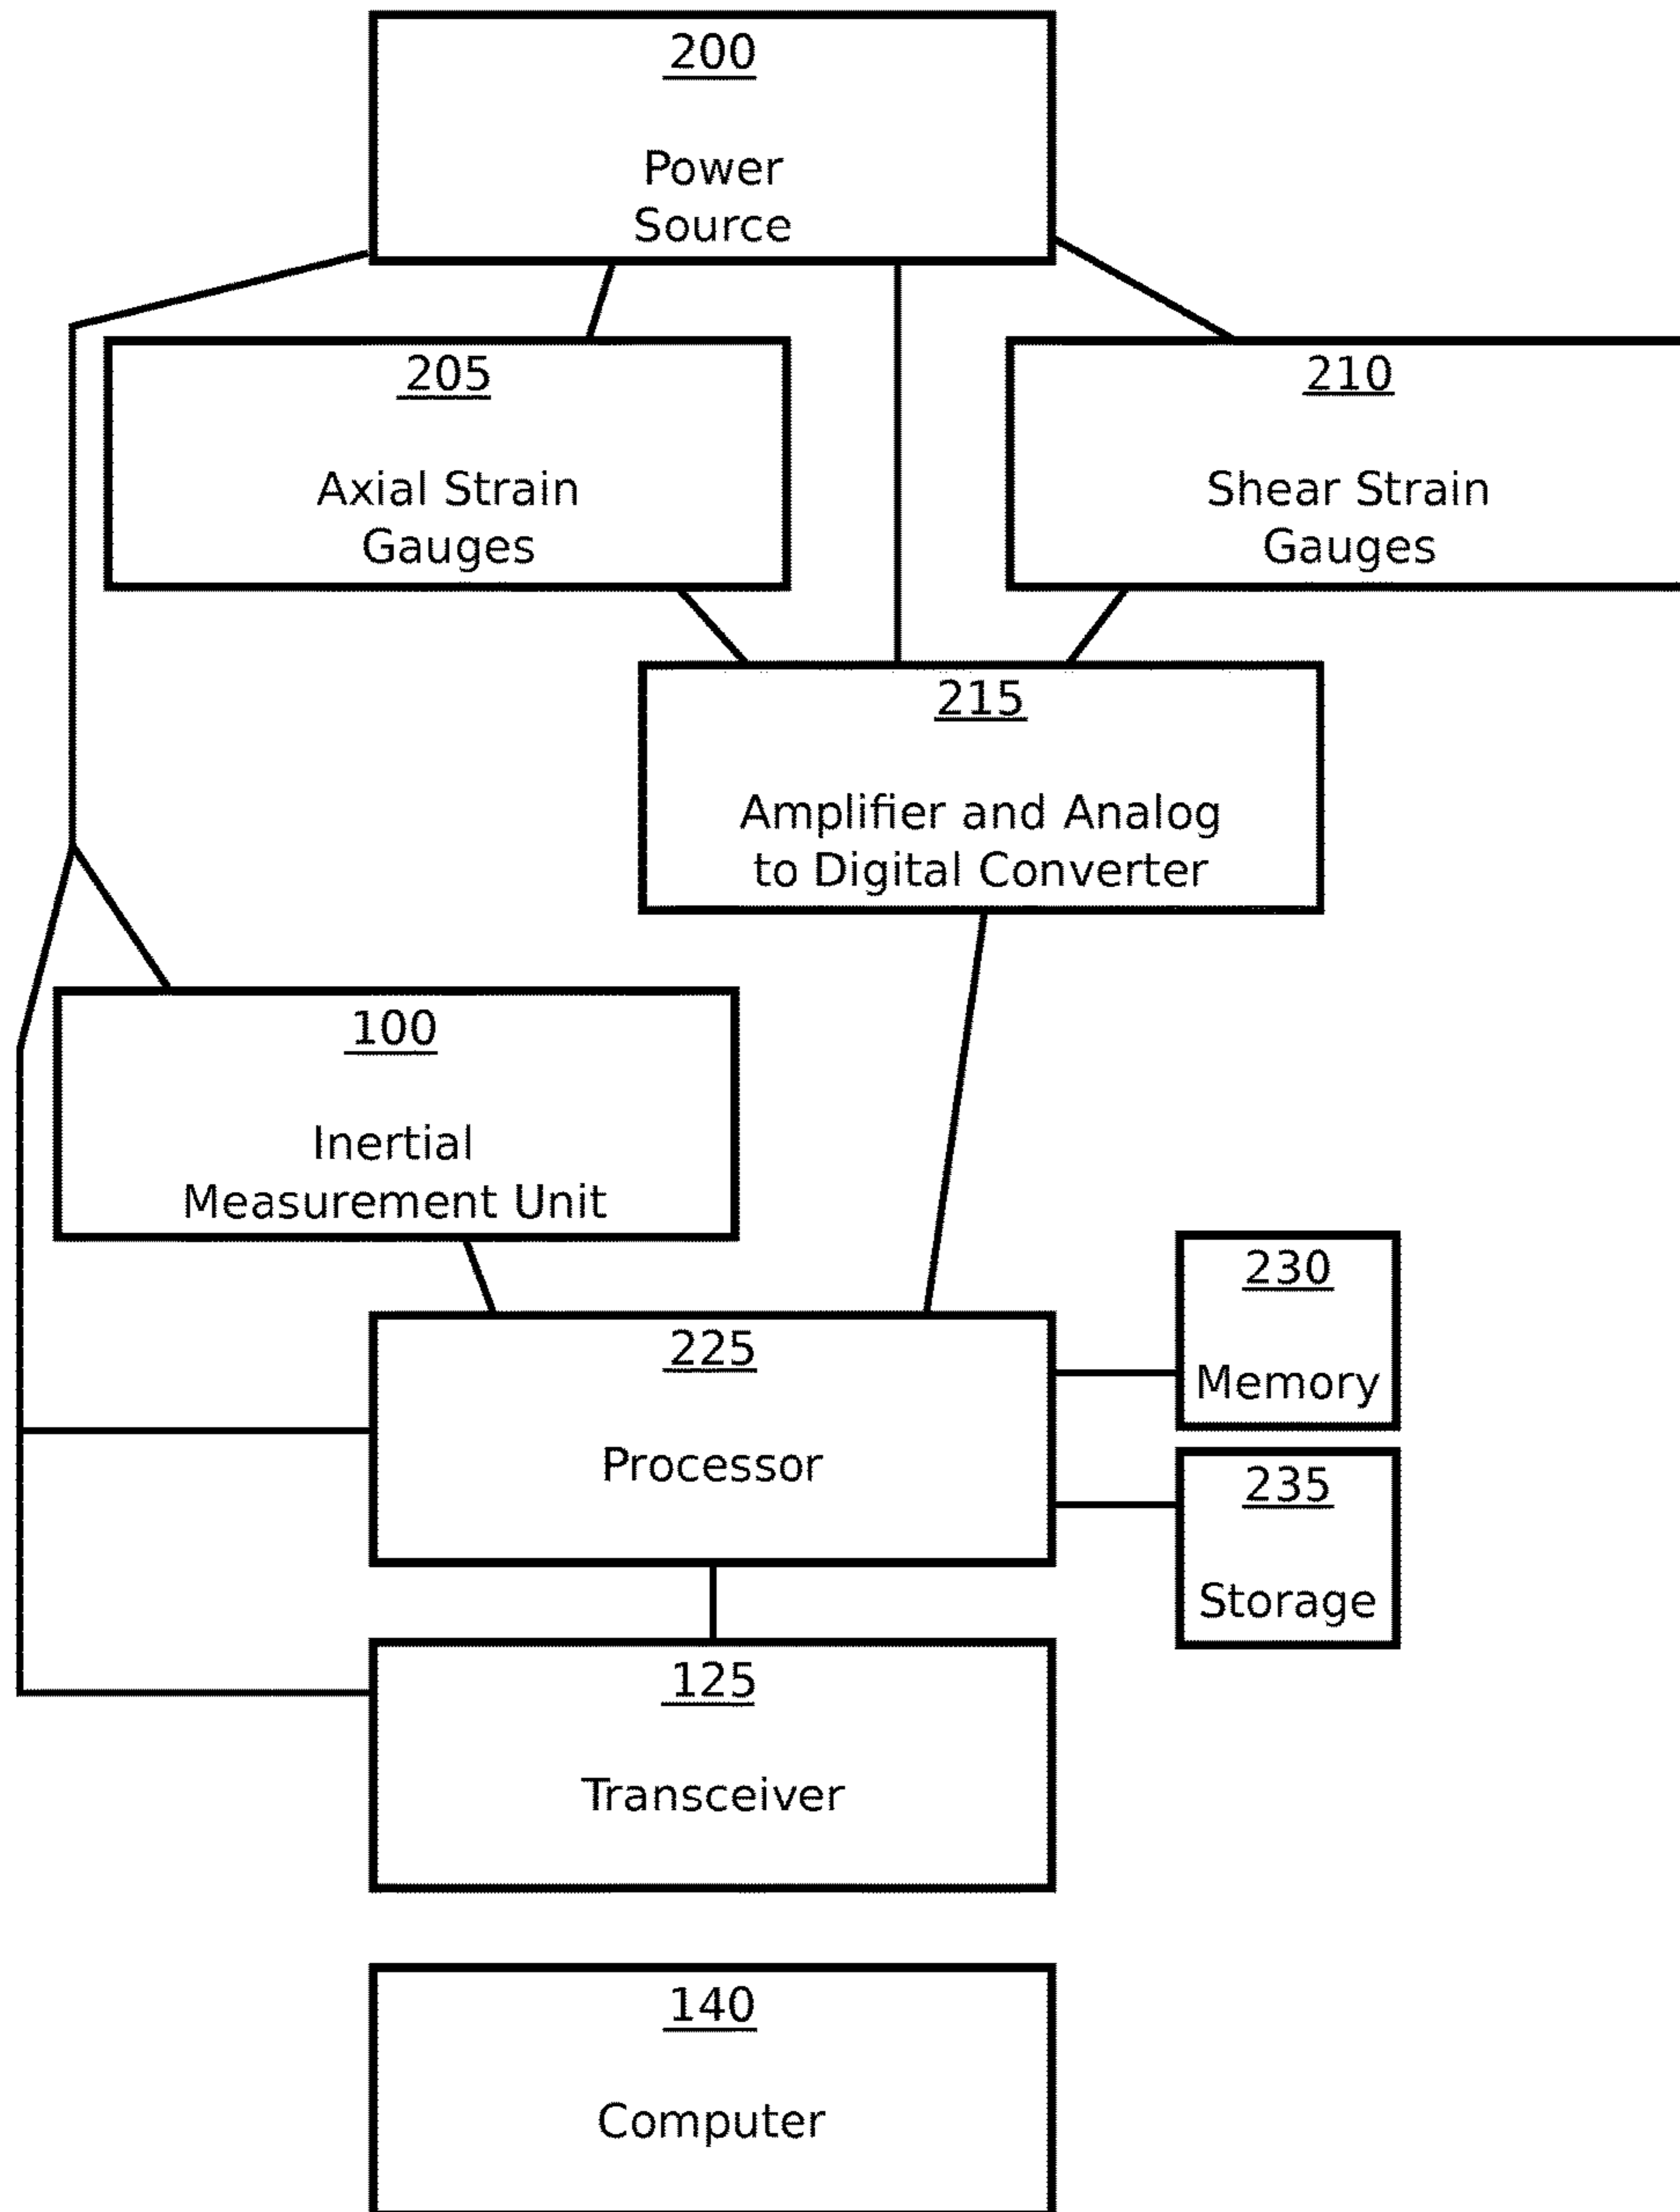 200
Power
Source
205
Axial Strain
Gauges
210
Shear Strain
Gauges
215
Amplifier and Analog
to Digital Converter
100
Inertial
Measurement Unit
230
Memory
225
Processor
235
Storage
125
Transceiver
140
Computer